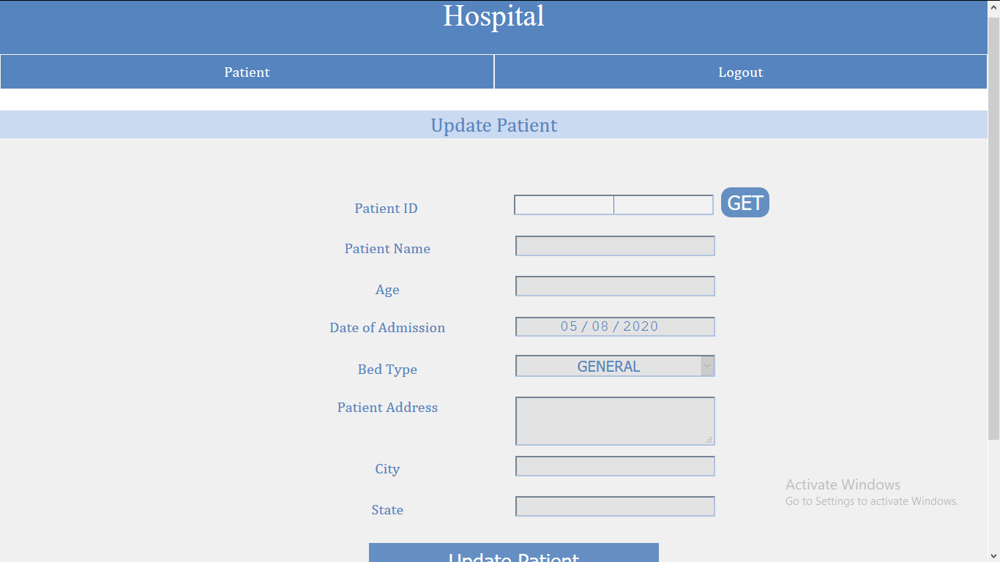 Hospital
Patient Logout
Update Patient
Patient ID GET
Patient Name
Age
Date of Admission 05/08/2020
Bed Type GENERAL
Patient Address
City
State
Activate Windows
Go to Settings to activate Windows.
Update Patient